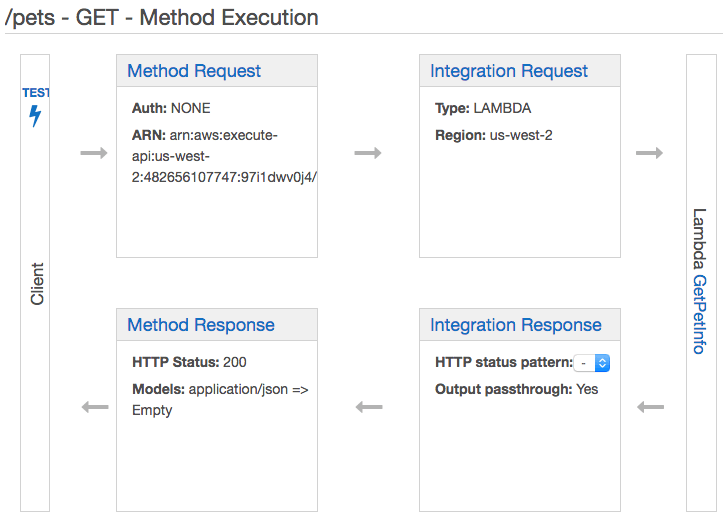 /pets - GET - Method Execution
TEST
Client
Method Request
Auth: NONE
ARN: arn:aws:execute-
api:us-west-
2:482656107747:97i1dwv0j4/
Integration Request
Type: LAMBDA
Region: us-west-2
Lambda GetPetInfo
Method Response
HTTP Status: 200
Models: application/json =>
Empty
Integration Response
HTTP status pattern: -
Output passthrough: Yes